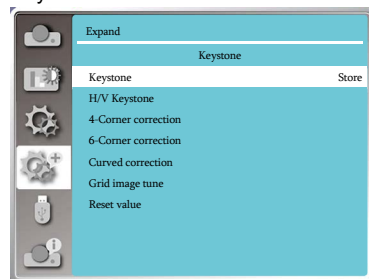 Expand
Keystone
Keystone Store
H/V Keystone
4-Corner correction
6-Corner correction
Curved correction
Grid image tune
Reset value